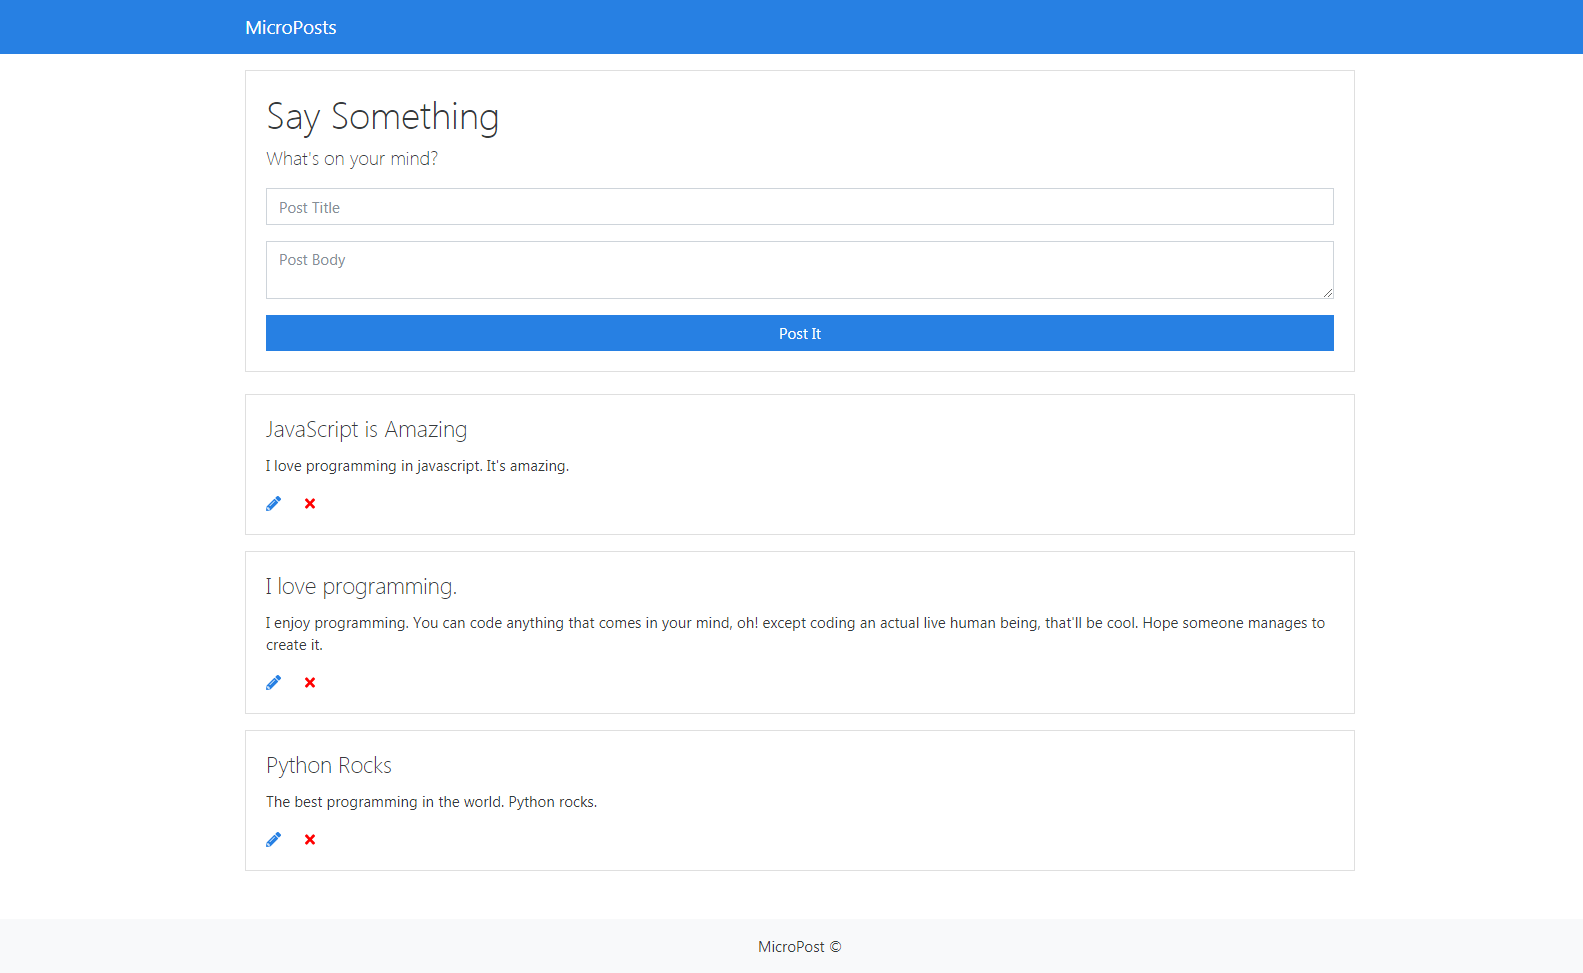 MicroPosts
Say Something
What's on your mind?
Post Title
Post Body
Post It
JavaScript is Amazing
I love programming in javascript. It's amazing.
I love programming.
I enjoy programming. You can code anything that comes in your mind, oh! except coding an actual live human being, that'll be cool. Hope someone manages to
create it.
Python Rocks
The best programming in the world. Python rocks.
MicroPost ©